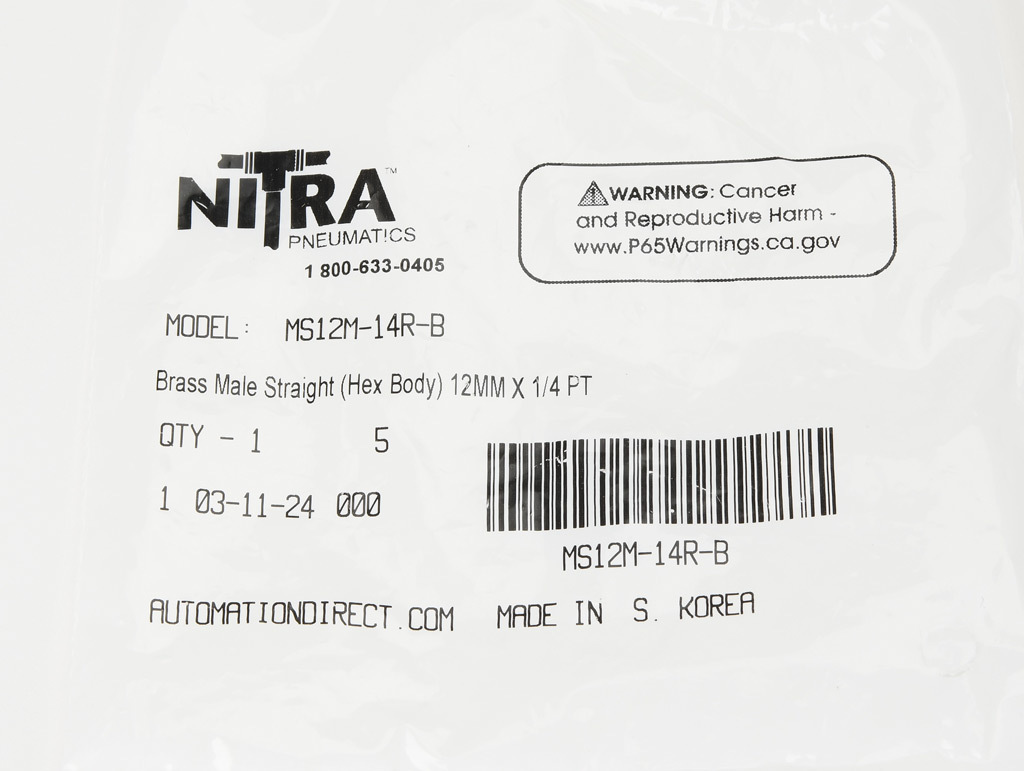 NITRA™
PNEUMATICS
1 800-633-0405
⚠ WARNING: Cancer
and Reproductive Harm -
www.P65Warnings.ca.gov
MODEL: MS12M-14R-B
Brass Male Straight (Hex Body) 12MM X 1/4 PT
QTY - 1 5
1 03-11-24 000
MS12M-14R-B
AUTOMATIONDIRECT.COM MADE IN S. KOREA